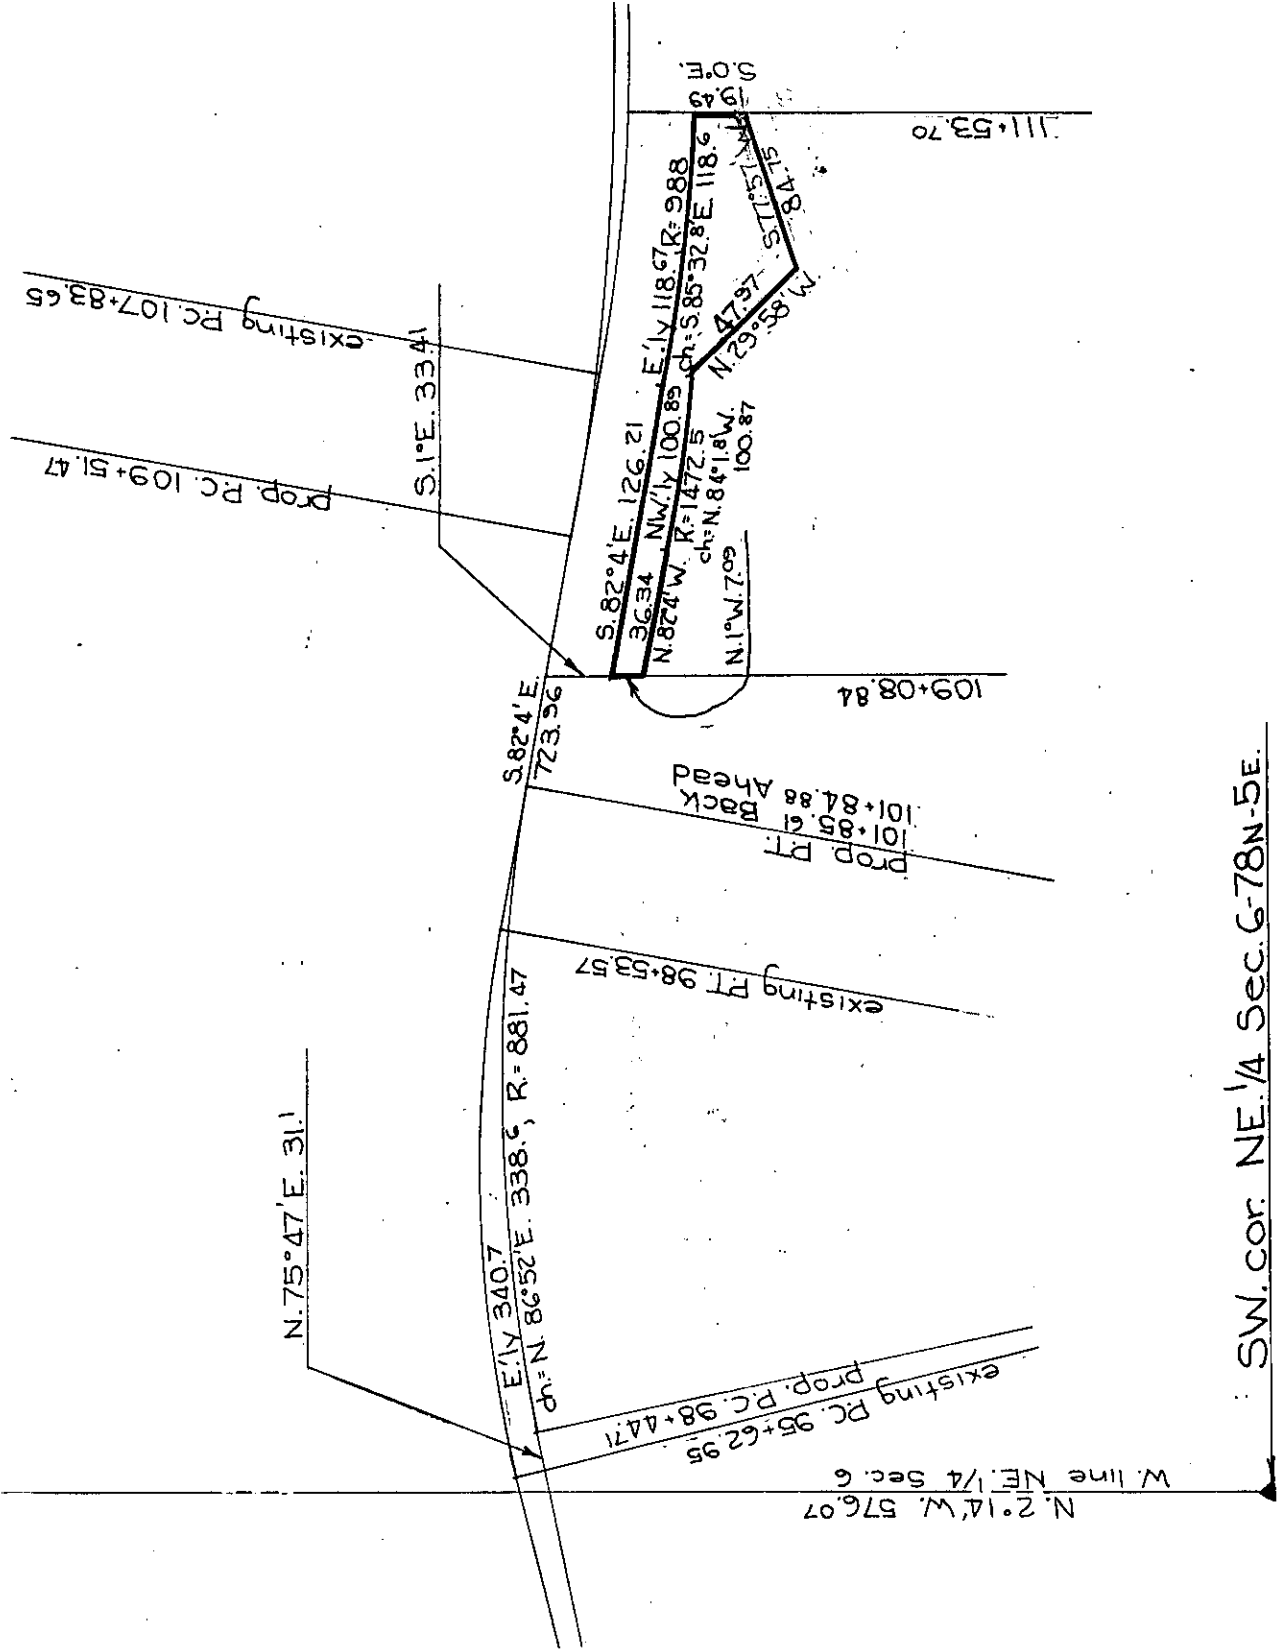 N.75°47'E. 31.1
E'.ly 340.7
ch:= N. 86°52'E. 338.6, R.= 881.47
existing P.C. 95+62.95
prop. P.C. 98+44.71
N.2°14'W. 576.07
W. line NE.1/4 Sec. 6
SW. cor. NE.1/4 Sec. 6-78N-5E.
existing P.T. 98+53.57
prop. P.T.
101+85.61 Back
101+84.88 Ahead
S.82°4'E.
723.96
109+08.84
S.1°E. 33.41
prop. P.C. 109+51.47
existing P.C. 107+83.65
S.82°4'E. 126.21
E'.ly 118.67, R.= 988
ch:= S.85°32.8'E. 118.6
19.49
S.0°E.
111+53.70
S.77°57'W.
84.75
47.97
N.29°58'W.
NW'.ly 100.89
R.= 1472.5
ch:= N.84°1.8'W.
100.87
36.34
N.82°4'W.
N.1°W. 7.09